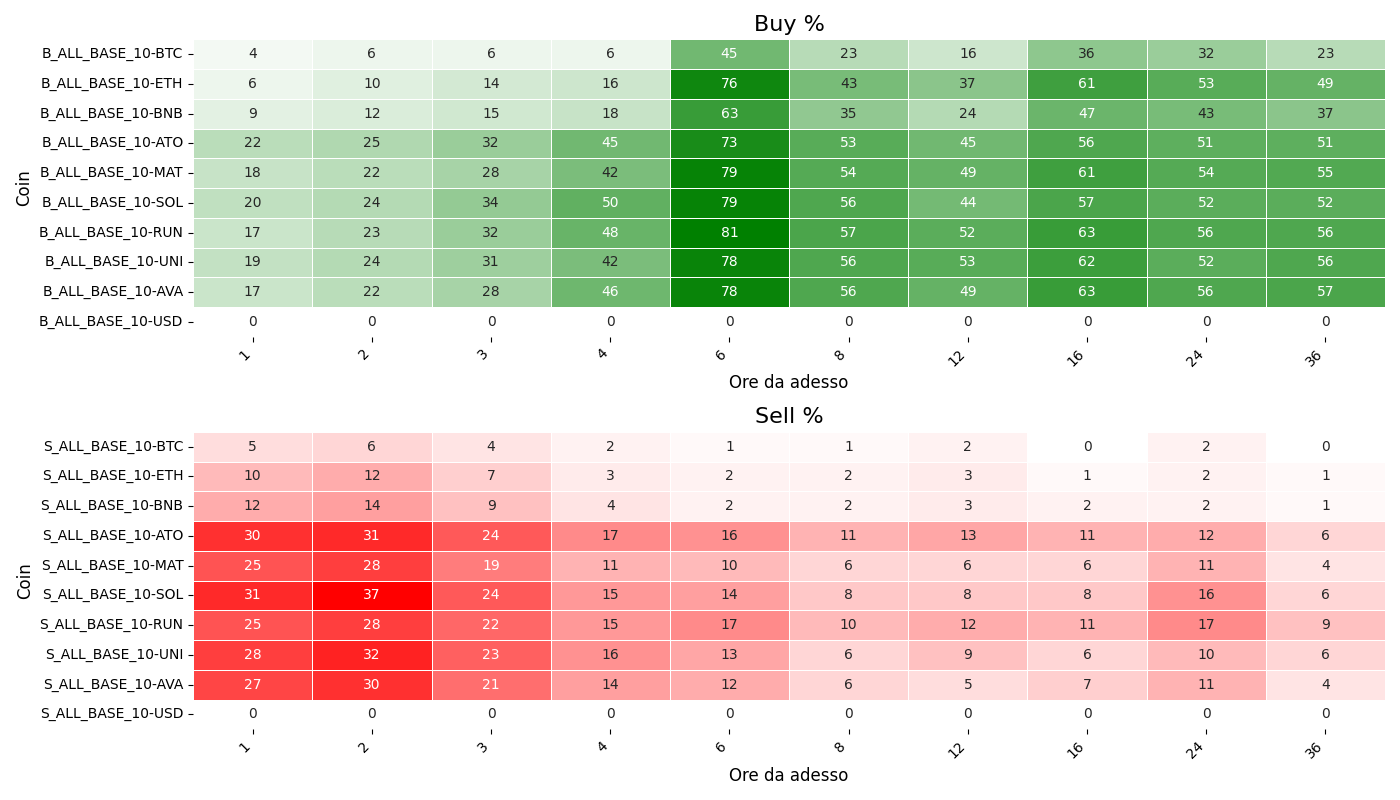 Buy %
Coin
B_ALL_BASE_10-BTC 4 6 6 6 45 23 16 36 32 23
B_ALL_BASE_10-ETH 6 10 14 16 76 43 37 61 53 49
B_ALL_BASE_10-BNB 9 12 15 18 63 35 24 47 43 37
B_ALL_BASE_10-ATO 22 25 32 45 73 53 45 56 51 51
B_ALL_BASE_10-MAT 18 22 28 42 79 54 49 61 54 55
B_ALL_BASE_10-SOL 20 24 34 50 79 56 44 57 52 52
B_ALL_BASE_10-RUN 17 23 32 48 81 57 52 63 56 56
B_ALL_BASE_10-UNI 19 24 31 42 78 56 53 62 52 56
B_ALL_BASE_10-AVA 17 22 28 46 78 56 49 63 56 57
B_ALL_BASE_10-USD 0 0 0 0 0 0 0 0 0 0
1 2 3 4 6 8 12 16 24 36
Ore da adesso
Sell %
Coin
S_ALL_BASE_10-BTC 5 6 4 2 1 1 2 0 2 0
S_ALL_BASE_10-ETH 10 12 7 3 2 2 3 1 2 1
S_ALL_BASE_10-BNB 12 14 9 4 2 2 3 2 2 1
S_ALL_BASE_10-ATO 30 31 24 17 16 11 13 11 12 6
S_ALL_BASE_10-MAT 25 28 19 11 10 6 6 6 11 4
S_ALL_BASE_10-SOL 31 37 24 15 14 8 8 8 16 6
S_ALL_BASE_10-RUN 25 28 22 15 17 10 12 11 17 9
S_ALL_BASE_10-UNI 28 32 23 16 13 6 9 6 10 6
S_ALL_BASE_10-AVA 27 30 21 14 12 6 5 7 11 4
S_ALL_BASE_10-USD 0 0 0 0 0 0 0 0 0 0
1 2 3 4 6 8 12 16 24 36
Ore da adesso